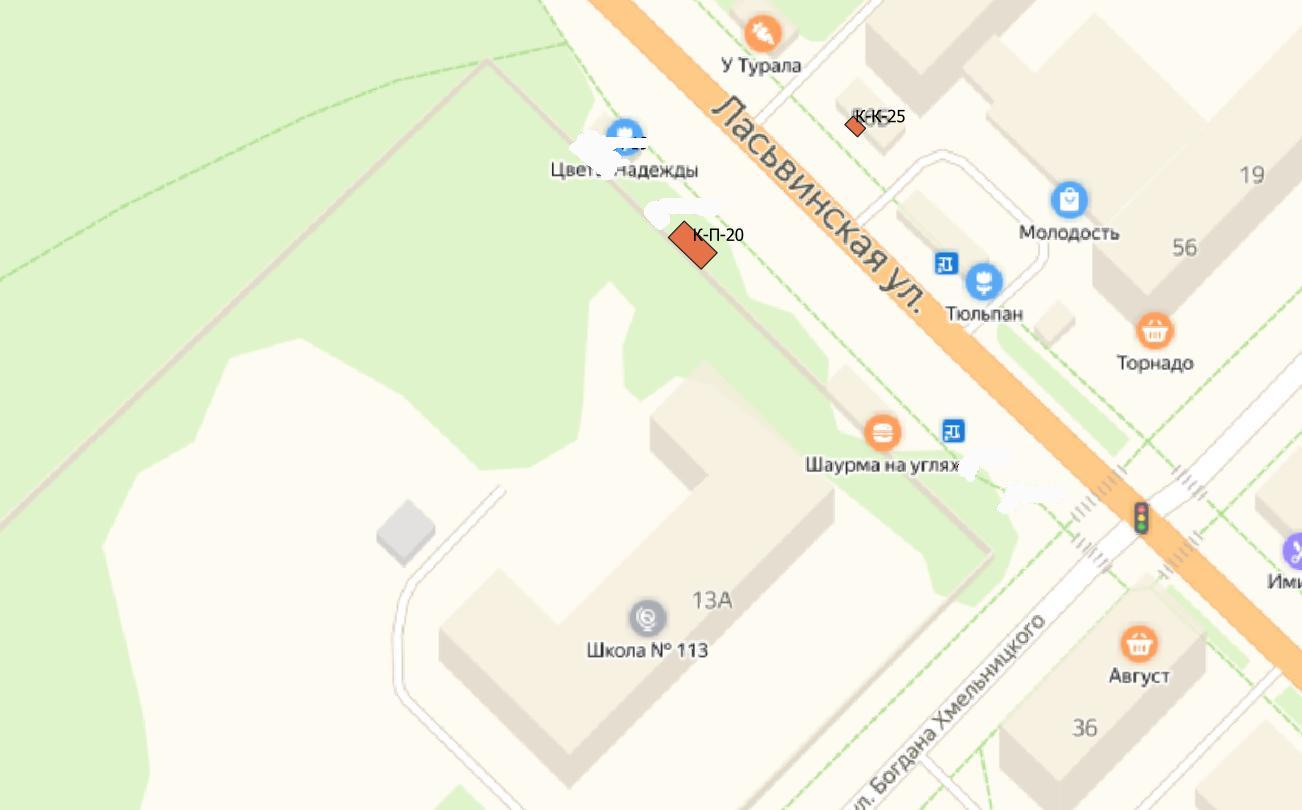 У Турала
К-К-25
Ласьвинская ул.
Надежды
19
К-П-20
Молодость
56
Тюльпан
Торнадо
Шаурма на углях
13А
Школа № 113
ул. Богдана Хмельницкого
Август
36